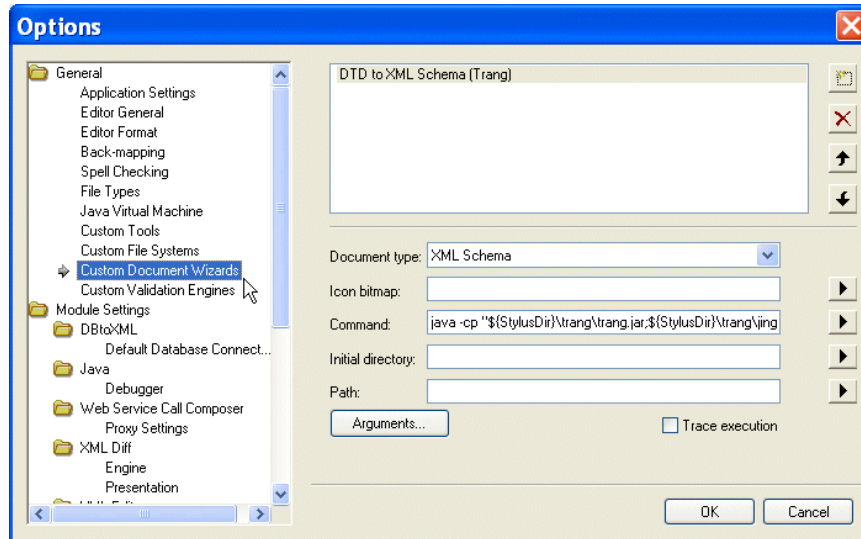 Options
General
Application Settings
Editor General
Editor Format
Back-mapping
Spell Checking
File Types
Java Virtual Machine
Custom Tools
Custom File Systems
Custom Document Wizards
Custom Validation Engines
Module Settings
DBtoXML
Default Database Connect...
Java
Debugger
Web Service Call Composer
Proxy Settings
XML Diff
Engine
Presentation
DTD to XML Schema (Trang)
Document type: XML Schema
Icon bitmap:
Command: java -cp "${StylusDir}\trang\trang.jar;${StylusDir}\trang\jing
Initial directory:
Path:
Arguments... Trace execution
OK Cancel